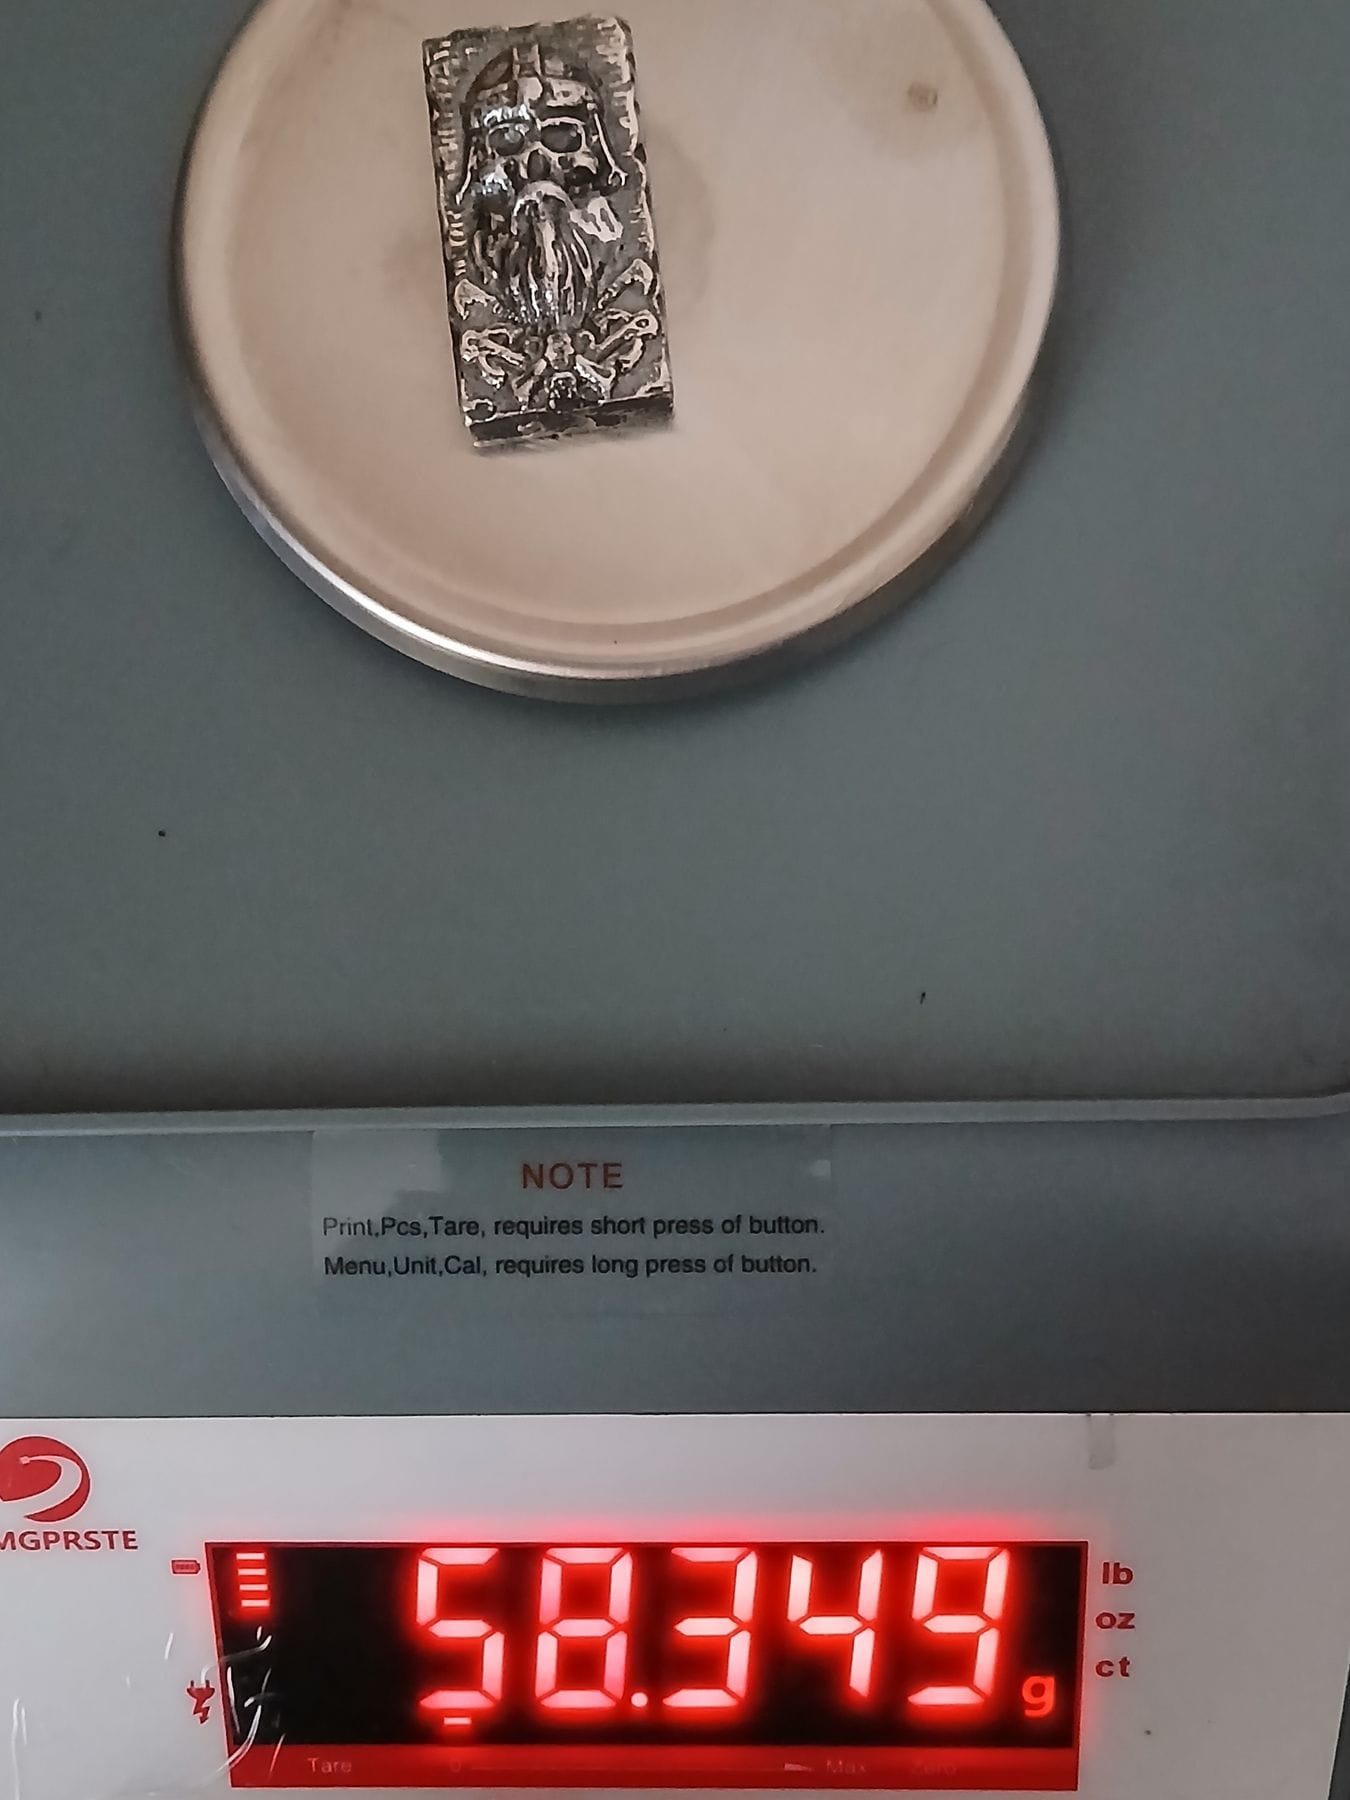 NOTE
Print,Pcs,Tare, requires short press of button.
Menu,Unit,Cal, requires long press of button.
MGPRSTE
58.349 g
lb
oz
ct
Tare 0 Max Zero